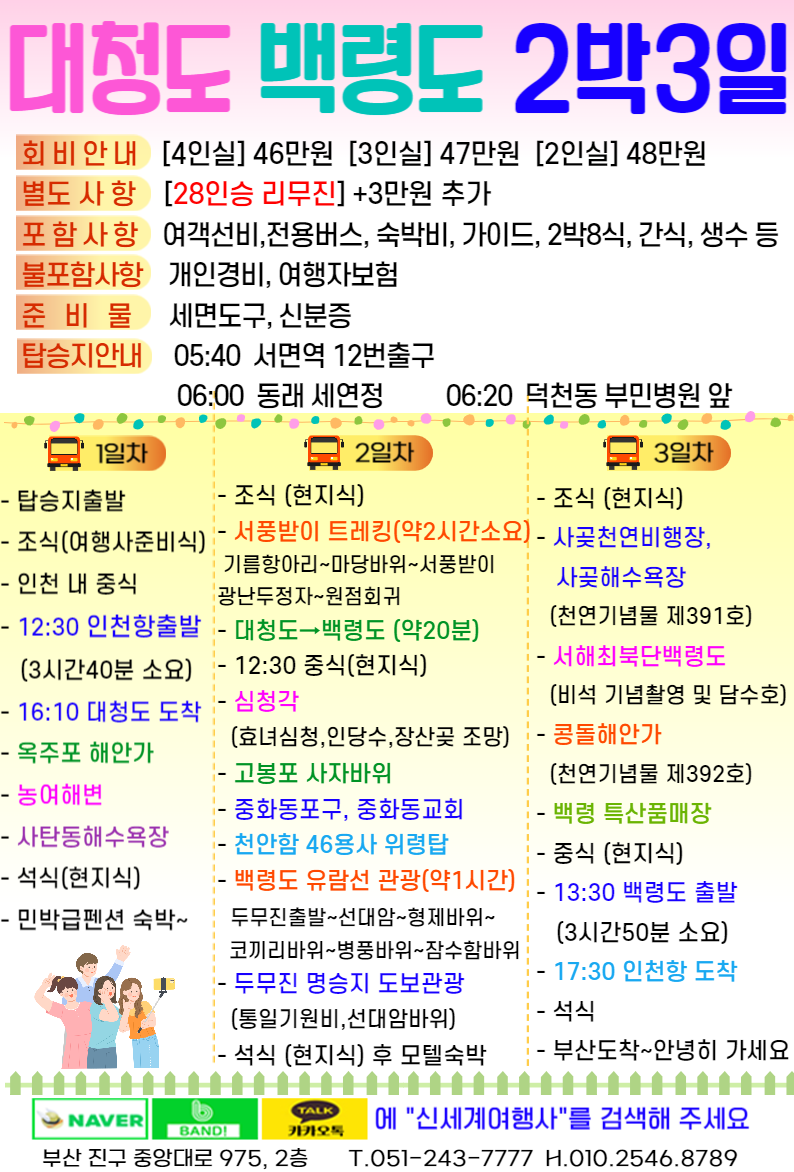 대청도 백령도 2박3일
회비안내 [4인실] 46만원 [3인실] 47만원 [2인실] 48만원
별도사항 [28인승 리무진] +3만원 추가
포함사항 여객선비,전용버스, 숙박비, 가이드, 2박8식, 간식, 생수 등
불포함사항 개인경비, 여행자보험
준비물 세면도구, 신분증
탑승지안내 05:40 서면역 12번출구
06:00 동래 세연정 06:20 덕천동 부민병원 앞
1일차
- 탑승지출발
- 조식(여행사준비식)
- 인천 내 중식
- 12:30 인천항출발
(3시간40분 소요)
- 16:10 대청도 도착
- 옥주포 해안가
- 농여해변
- 사탄동해수욕장
- 석식(현지식)
- 민박급펜션 숙박~
2일차
- 조식 (현지식)
- 서풍받이 트레킹(약2시간소요)
기름항아리~마당바위~서풍받이
광난두정자~원점회귀
- 대청도→백령도 (약20분)
- 12:30 중식(현지식)
- 심청각
(효녀심청,인당수,장산곶 조망)
- 고봉포 사자바위
- 중화동포구, 중화동교회
- 천안함 46용사 위령탑
- 백령도 유람선 관광(약1시간)
두무진출발~선대암~형제바위~
코끼리바위~병풍바위~잠수함바위
- 두무진 명승지 도보관광
(통일기원비,선대암바위)
- 석식 (현지식) 후 모텔숙박
3일차
- 조식 (현지식)
- 사곶천연비행장,
사곶해수욕장
(천연기념물 제391호)
- 서해최북단백령도
(비석 기념촬영 및 담수호)
- 콩돌해안가
(천연기념물 제392호)
- 백령 특산품매장
- 중식 (현지식)
- 13:30 백령도 출발
(3시간50분 소요)
- 17:30 인천항 도착
- 석식
- 부산도착~안녕히 가세요
NAVER BAND! TALK 카카오톡 에 "신세계여행사"를 검색해 주세요
부산 진구 중앙대로 975, 2층 T.051-243-7777 H.010.2546.8789